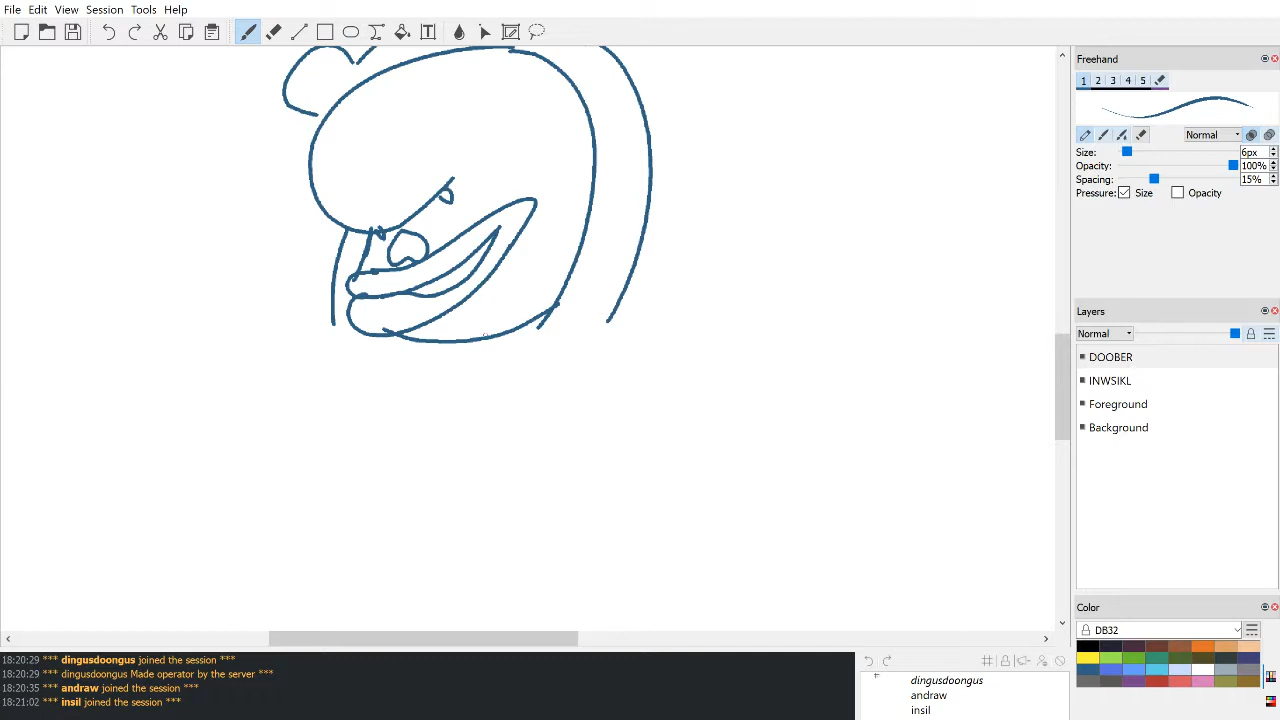 File Edit View Session Tools Help
T
Freehand
1 2 3 4 5
Normal
Size: 6px
Opacity: 100%
Spacing: 15%
Pressure: Size Opacity
Layers
Normal
DOOBER
INWSIKL
Foreground
Background
Color
DB32
18:20:29 *** dingusdoongus joined the session ***
18:20:29 *** dingusdoongus Made operator by the server ***
18:20:35 *** andraw joined the session ***
18:21:02 *** insil joined the session ***
dingusdoongus
andraw
insil